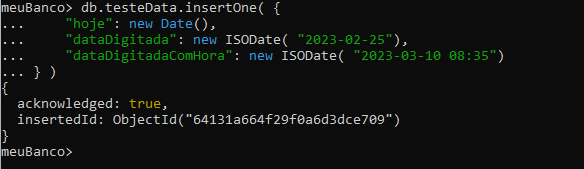 meuBanco> db.testeData.insertOne( {
...     "hoje": new Date(),
...     "dataDigitada": new ISODate( "2023-02-25"),
...     "dataDigitadaComHora": new ISODate( "2023-03-10 08:35")
... } )
{
  acknowledged: true,
  insertedId: ObjectId("64131a664f29f0a6d3dce709")
}
meuBanco>